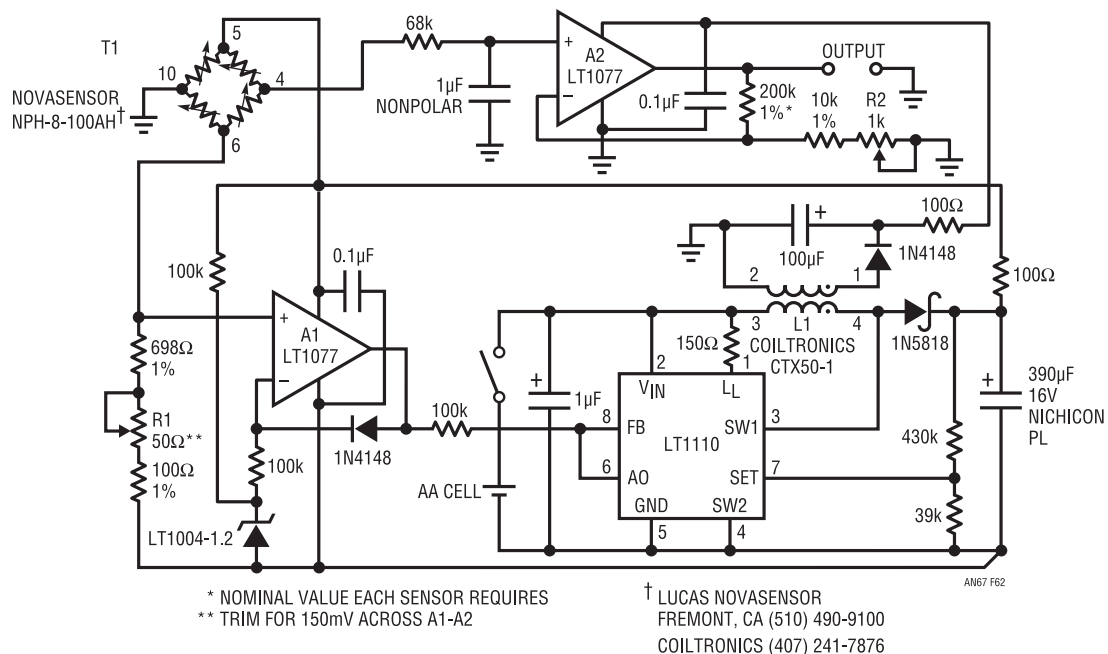 T1
5
10
4
6
NOVASENSOR
NPH-8-100AH†
68k
1µF
NONPOLAR
+
–
A2
LT1077
0.1µF
OUTPUT
200k
1%*
10k
1%
R2
1k
100Ω
+
100µF
1N4148
2
1
3
4
L1
COILTRONICS
CTX50-1
1N5818
100Ω
100k
0.1µF
+
–
A1
LT1077
698Ω
1%
R1
50Ω**
100Ω
1%
1N4148
100k
100k
LT1004-1.2
AA CELL
+
1µF
150Ω
2
1
VIN
LL
8
FB
LT1110
SW1
3
6
AO
SET
7
GND
SW2
5
4
430k
39k
+
390µF
16V
NICHICON
PL
AN67 F62
* NOMINAL VALUE EACH SENSOR REQUIRES
** TRIM FOR 150mV ACROSS A1-A2
† LUCAS NOVASENSOR
FREMONT, CA (510) 490-9100
COILTRONICS (407) 241-7876